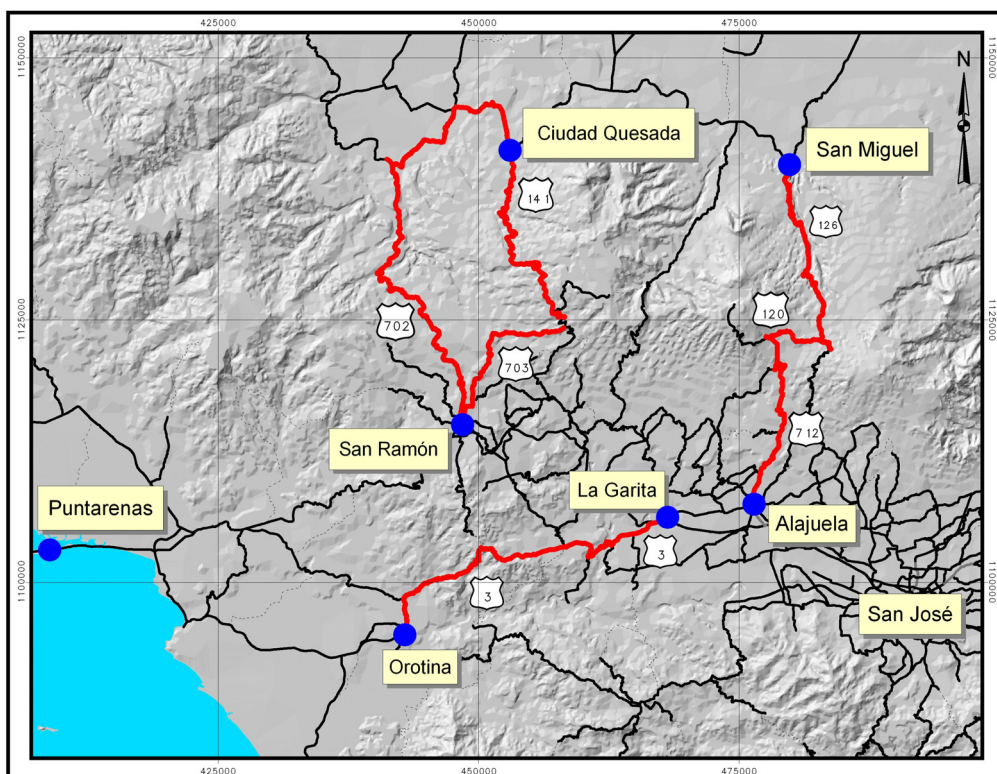 425000
450000
475000
1150000
1150000
N
Ciudad Quesada
San Miguel
141
126
1125000
1125000
702
120
703
712
San Ramón
La Garita
Puntarenas
Alajuela
3
3
1100000
1100000
San José
Orotina
425000
450000
475000